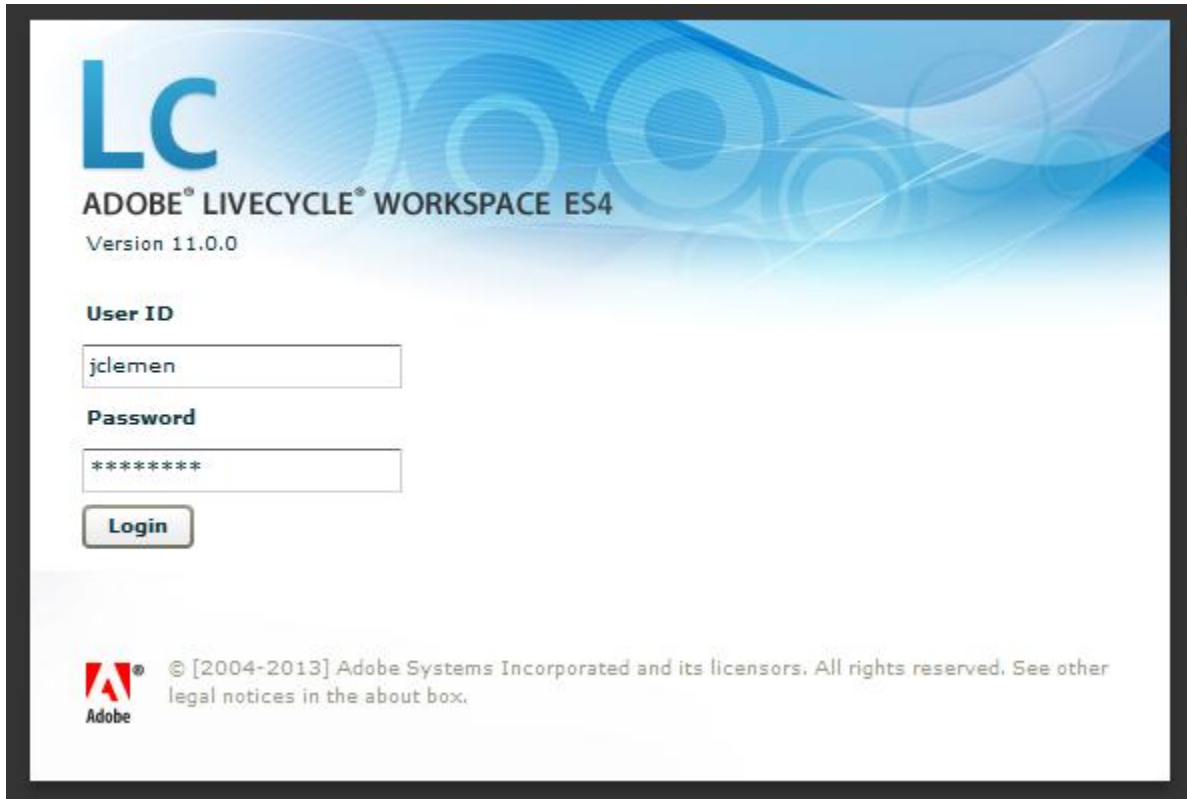 Lc
ADOBE® LIVECYCLE® WORKSPACE ES4
Version 11.0.0
User ID
jclemen
Password
********
Login
© [2004-2013] Adobe Systems Incorporated and its licensors. All rights reserved. See other
legal notices in the about box.
®
Adobe